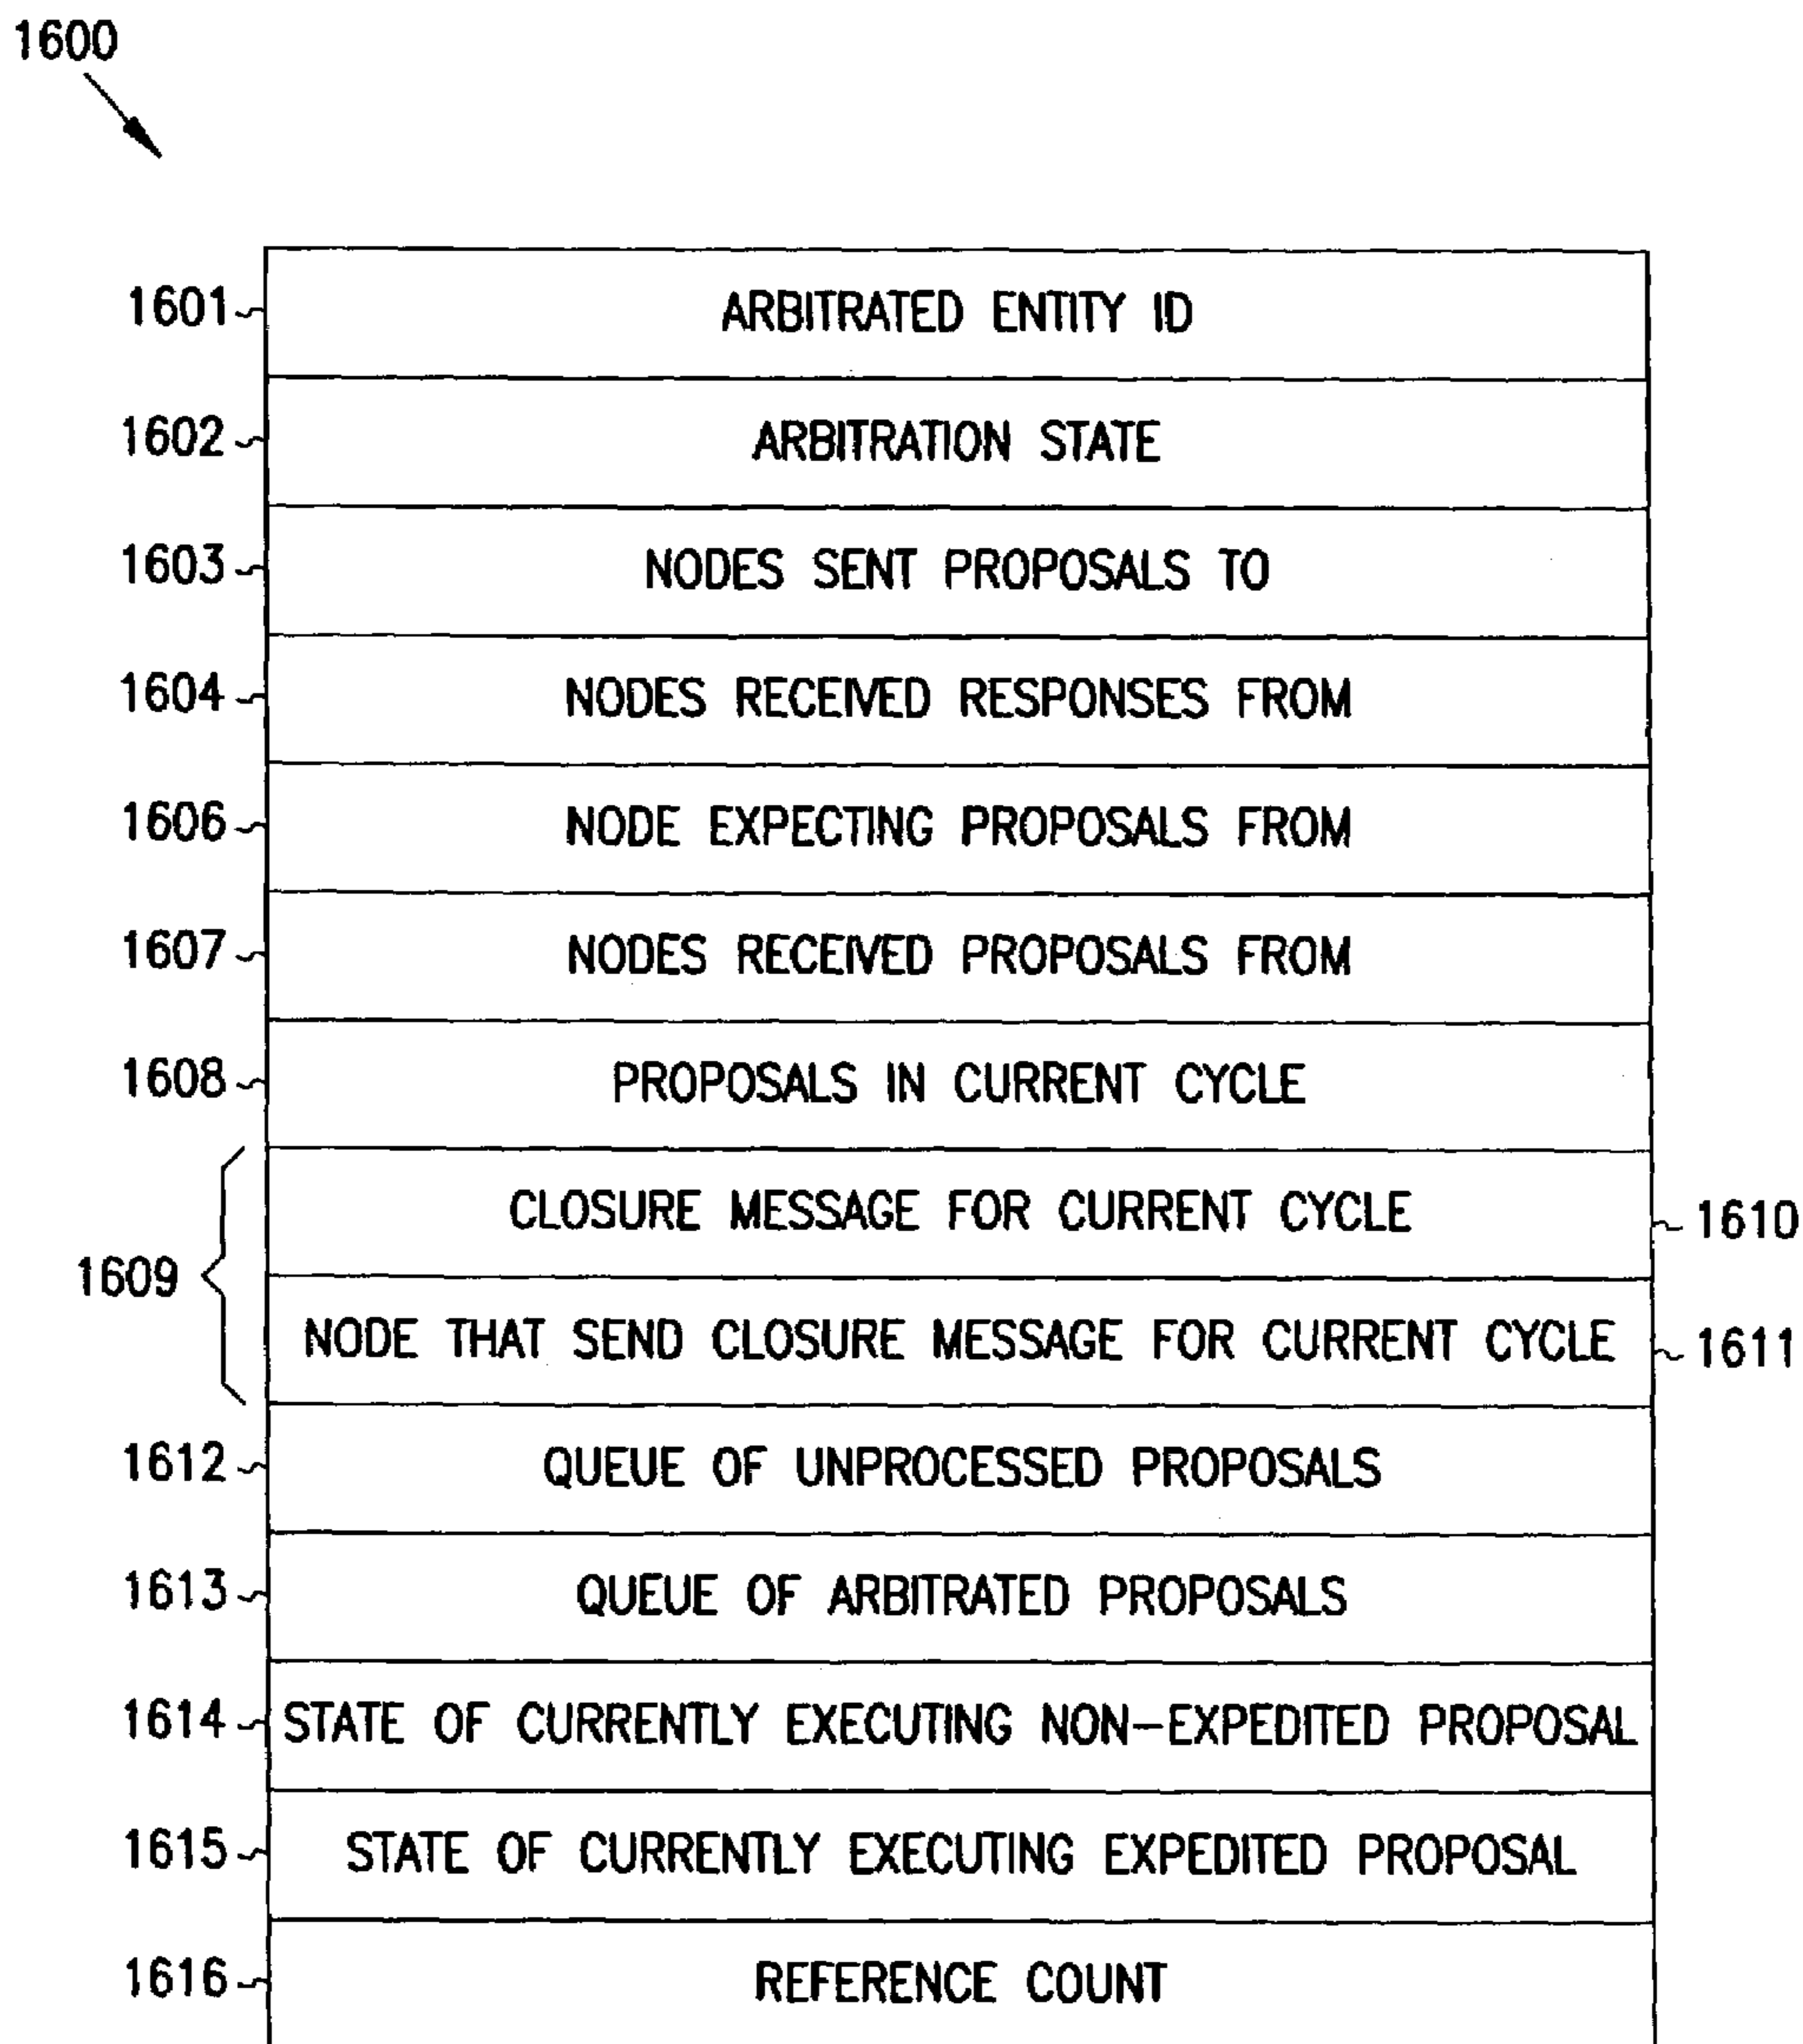 1600
1601 ARBITRATED ENTITY ID
1602 ARBITRATION STATE
1603 NODES SENT PROPOSALS TO
1604 NODES RECEIVED RESPONSES FROM
1606 NODE EXPECTING PROPOSALS FROM
1607 NODES RECEIVED PROPOSALS FROM
1608 PROPOSALS IN CURRENT CYCLE
CLOSURE MESSAGE FOR CURRENT CYCLE 1610
1609
NODE THAT SEND CLOSURE MESSAGE FOR CURRENT CYCLE 1611
1612 QUEUE OF UNPROCESSED PROPOSALS
1613 QUEUE OF ARBITRATED PROPOSALS
1614 STATE OF CURRENTLY EXECUTING NON-EXPEDITED PROPOSAL
1615 STATE OF CURRENTLY EXECUTING EXPEDITED PROPOSAL
1616 REFERENCE COUNT